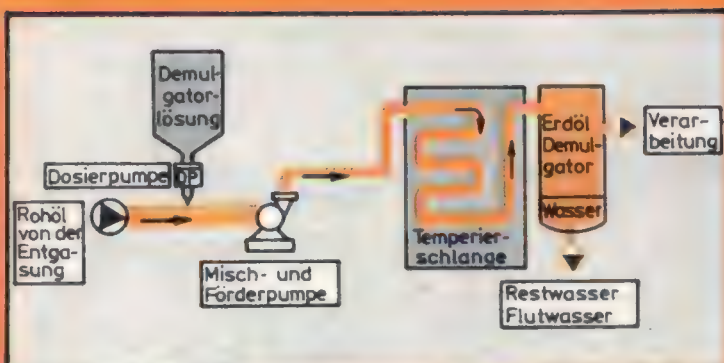 Demul-
gator-
lösung
Dosierpumpe
DP
Rohöl
von der
Entga-
sung
Misch- und
Förderpumpe
Temperier-
schlange
Erdöl
Demul-
gator
Wasser
Verar-
beitung
Restwasser
Flutwasser